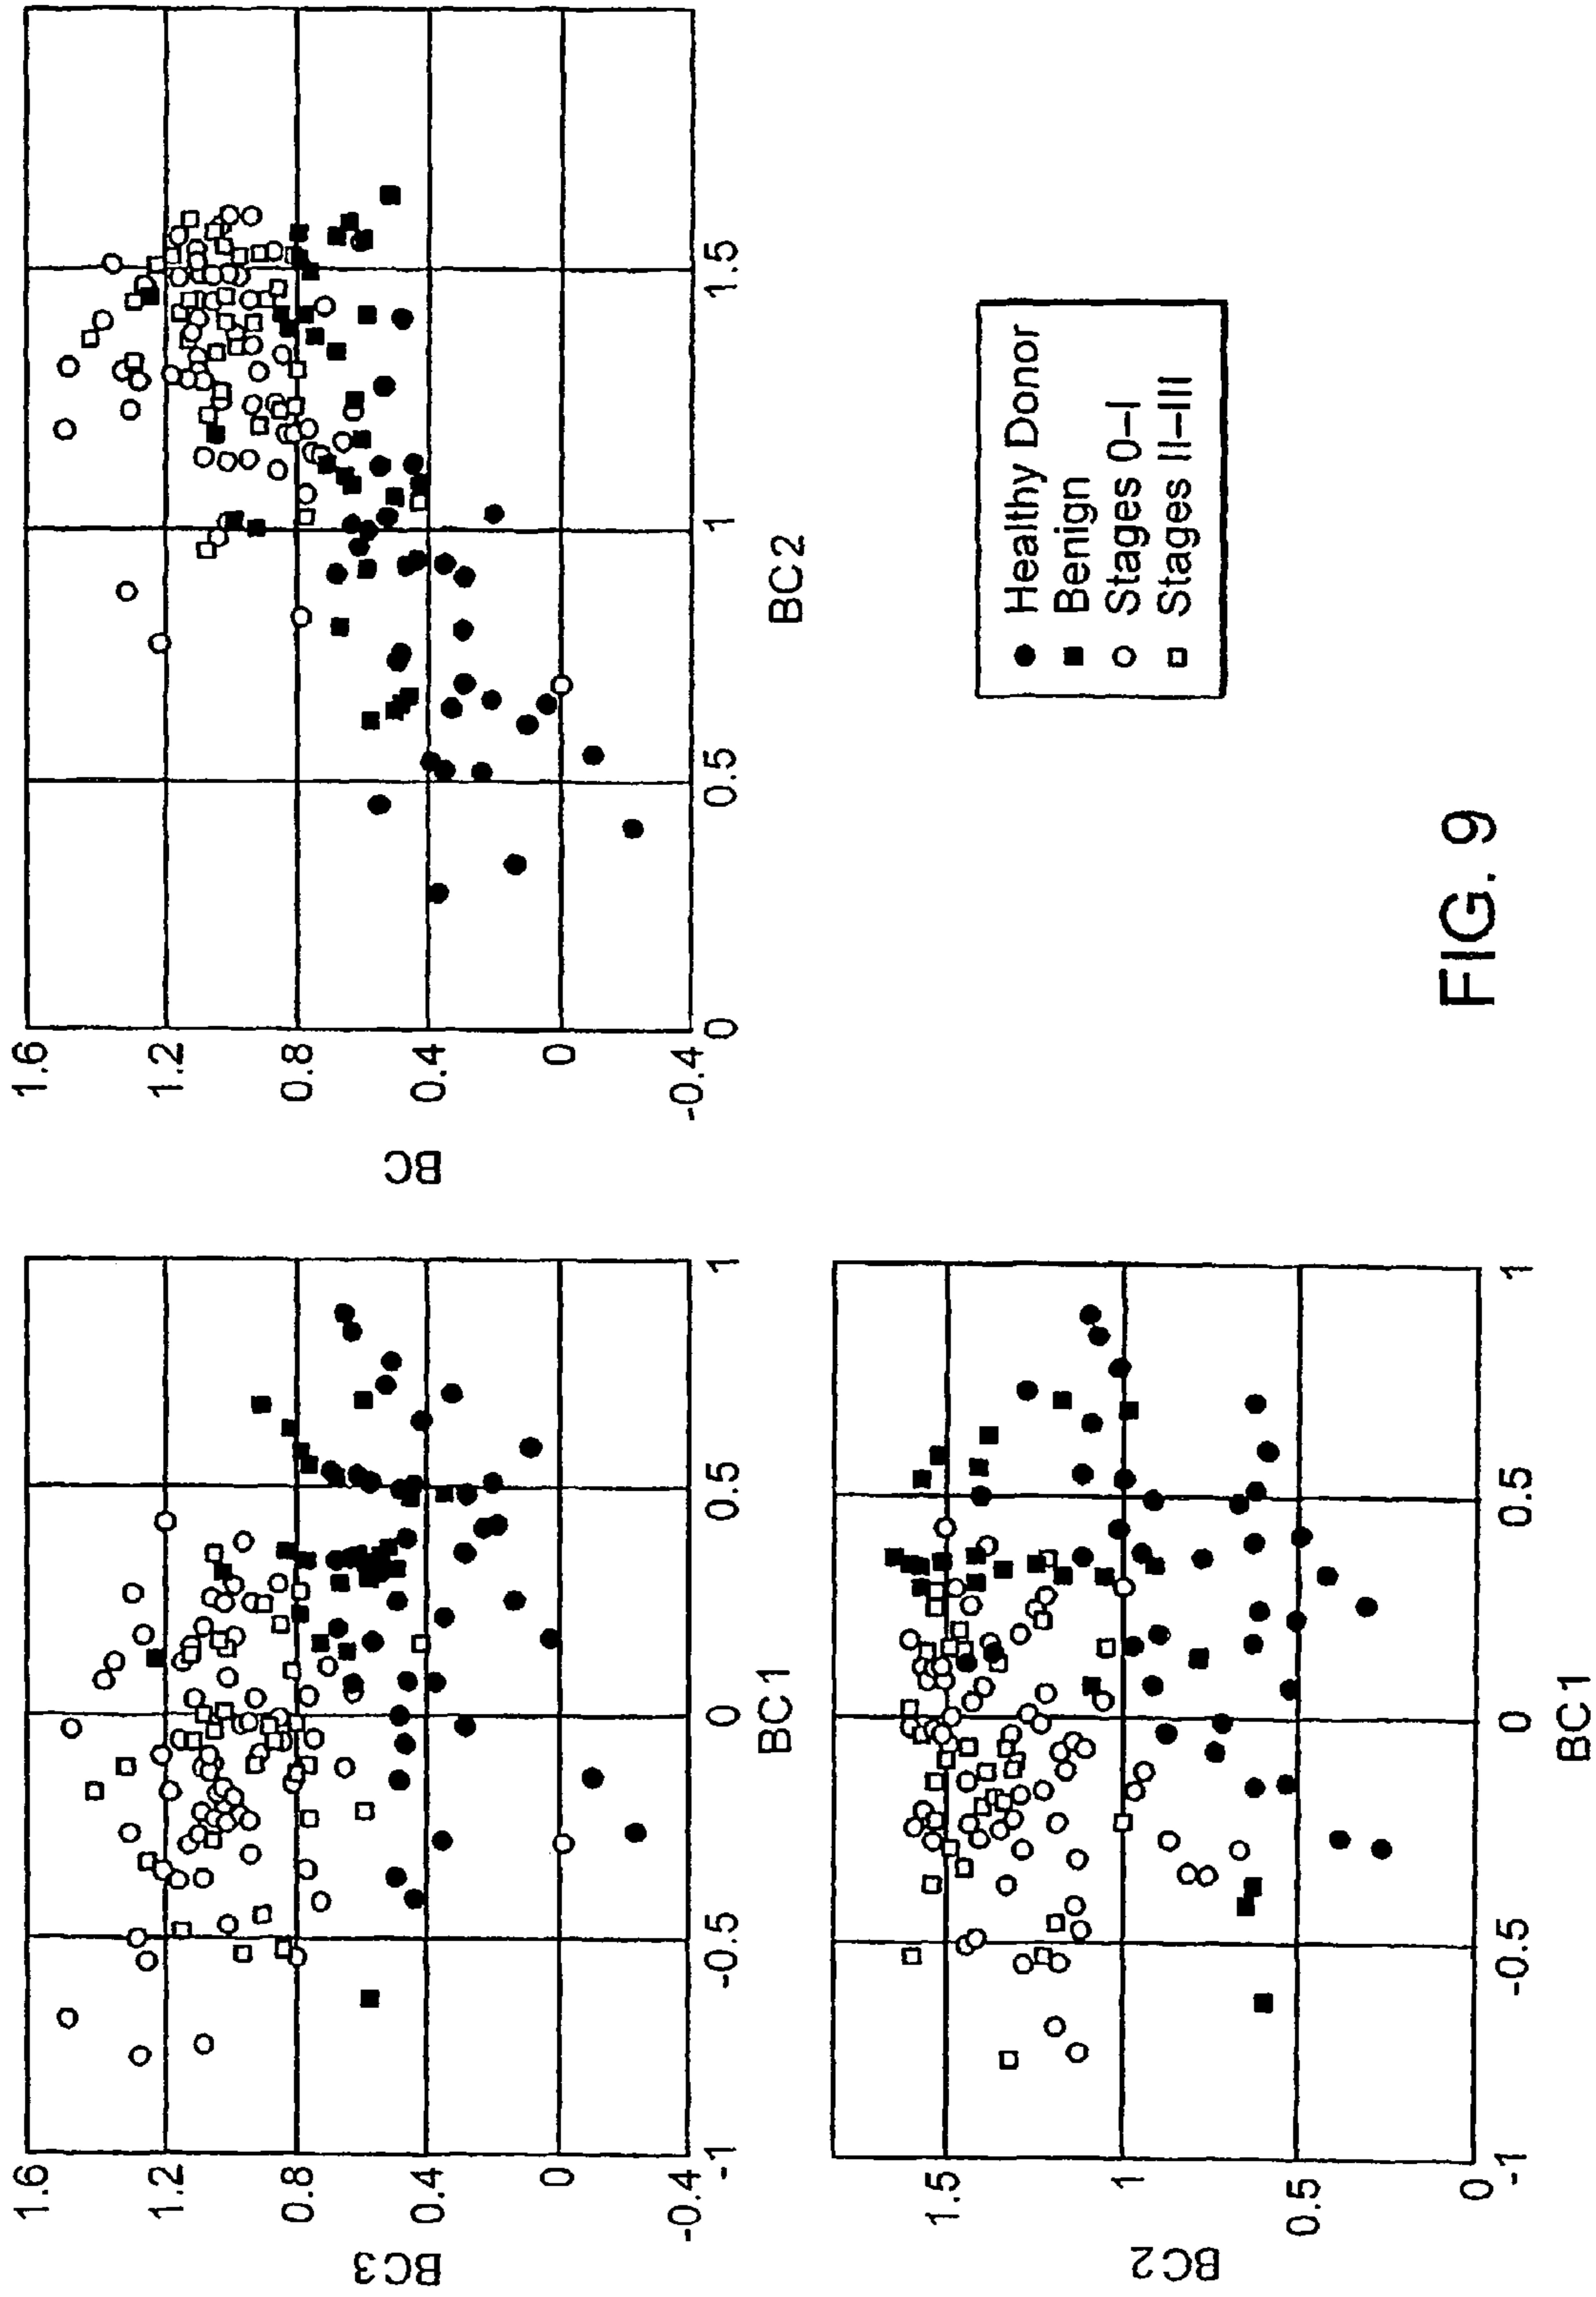 1.6
1.2
0.8
0.4
0
-0.4
BC3
-1
-0.5
0
0.5
1
BC1
1.6
1.2
0.8
0.4
0
-0.4
BC
0
0.5
1
1.5
BC2
1.5
1
0.5
0
BC2
-1
-0.5
0
0.5
1
BC1
Healthy Donor
Benign
Stages 0–I
Stages II–III
FIG. 9